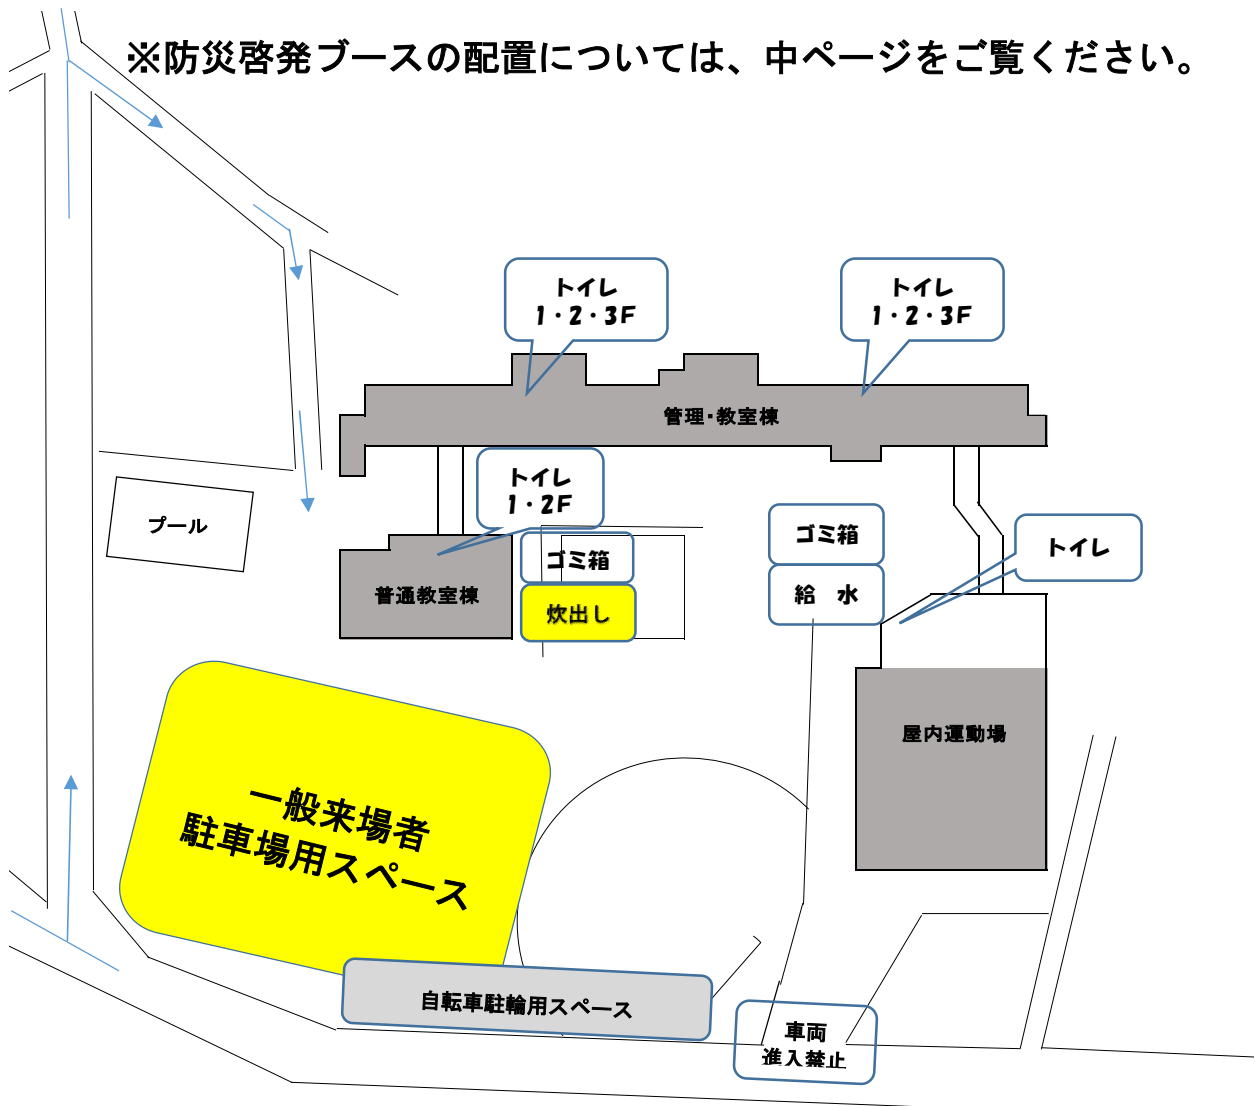 ※防災啓発ブースの配置については、中ページをご覧ください。
トイレ
1・2・3F
トイレ
1・2・3F
管理・教室棟
トイレ
1・2F
プール
ゴミ箱
ゴミ箱
トイレ
普通教室棟
炊出し
給 水
屋内運動場
一般来場者
駐車場用スペース
自転車駐輪用スペース
車両
進入禁止